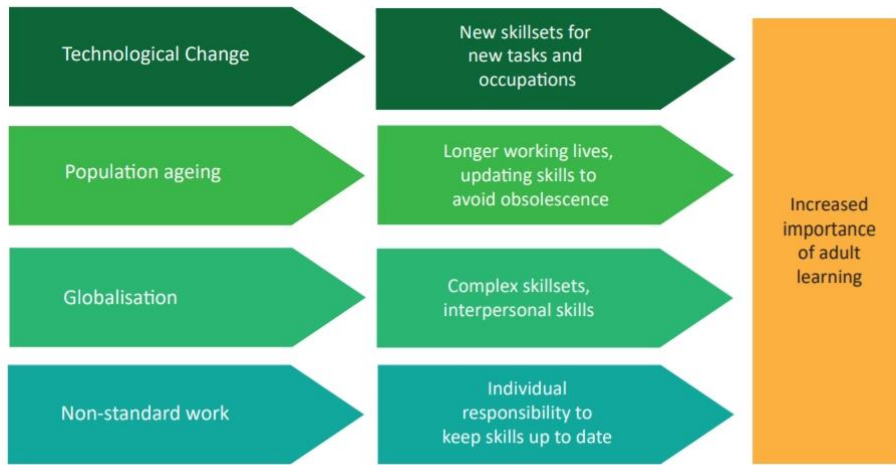 Technological Change
New skillsets for
new tasks and
occupations
Population ageing
Longer working lives,
updating skills to
avoid obsolescence
Globalisation
Complex skillsets,
interpersonal skills
Non-standard work
Individual
responsibility to
keep skills up to date
Increased
importance
of adult
learning